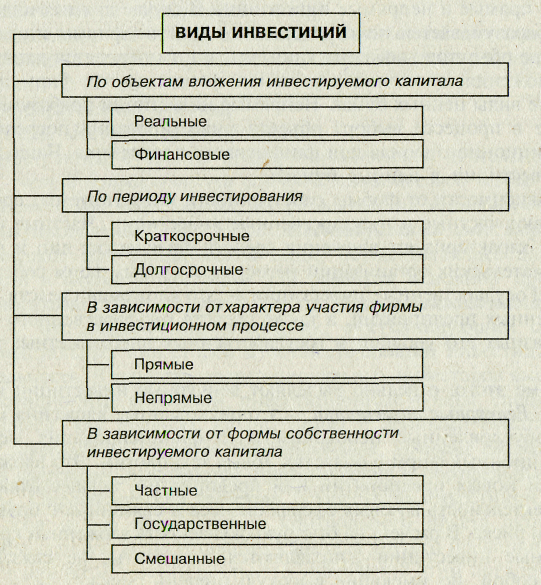 ВИДЫ ИНВЕСТИЦИЙ
По объектам вложения инвестируемого капитала
Реальные
Финансовые
По периоду инвестирования
Краткосрочные
Долгосрочные
В зависимости от характера участия фирмы
в инвестиционном процессе
Прямые
Непрямые
В зависимости от формы собственности
инвестируемого капитала
Частные
Государственные
Смешанные